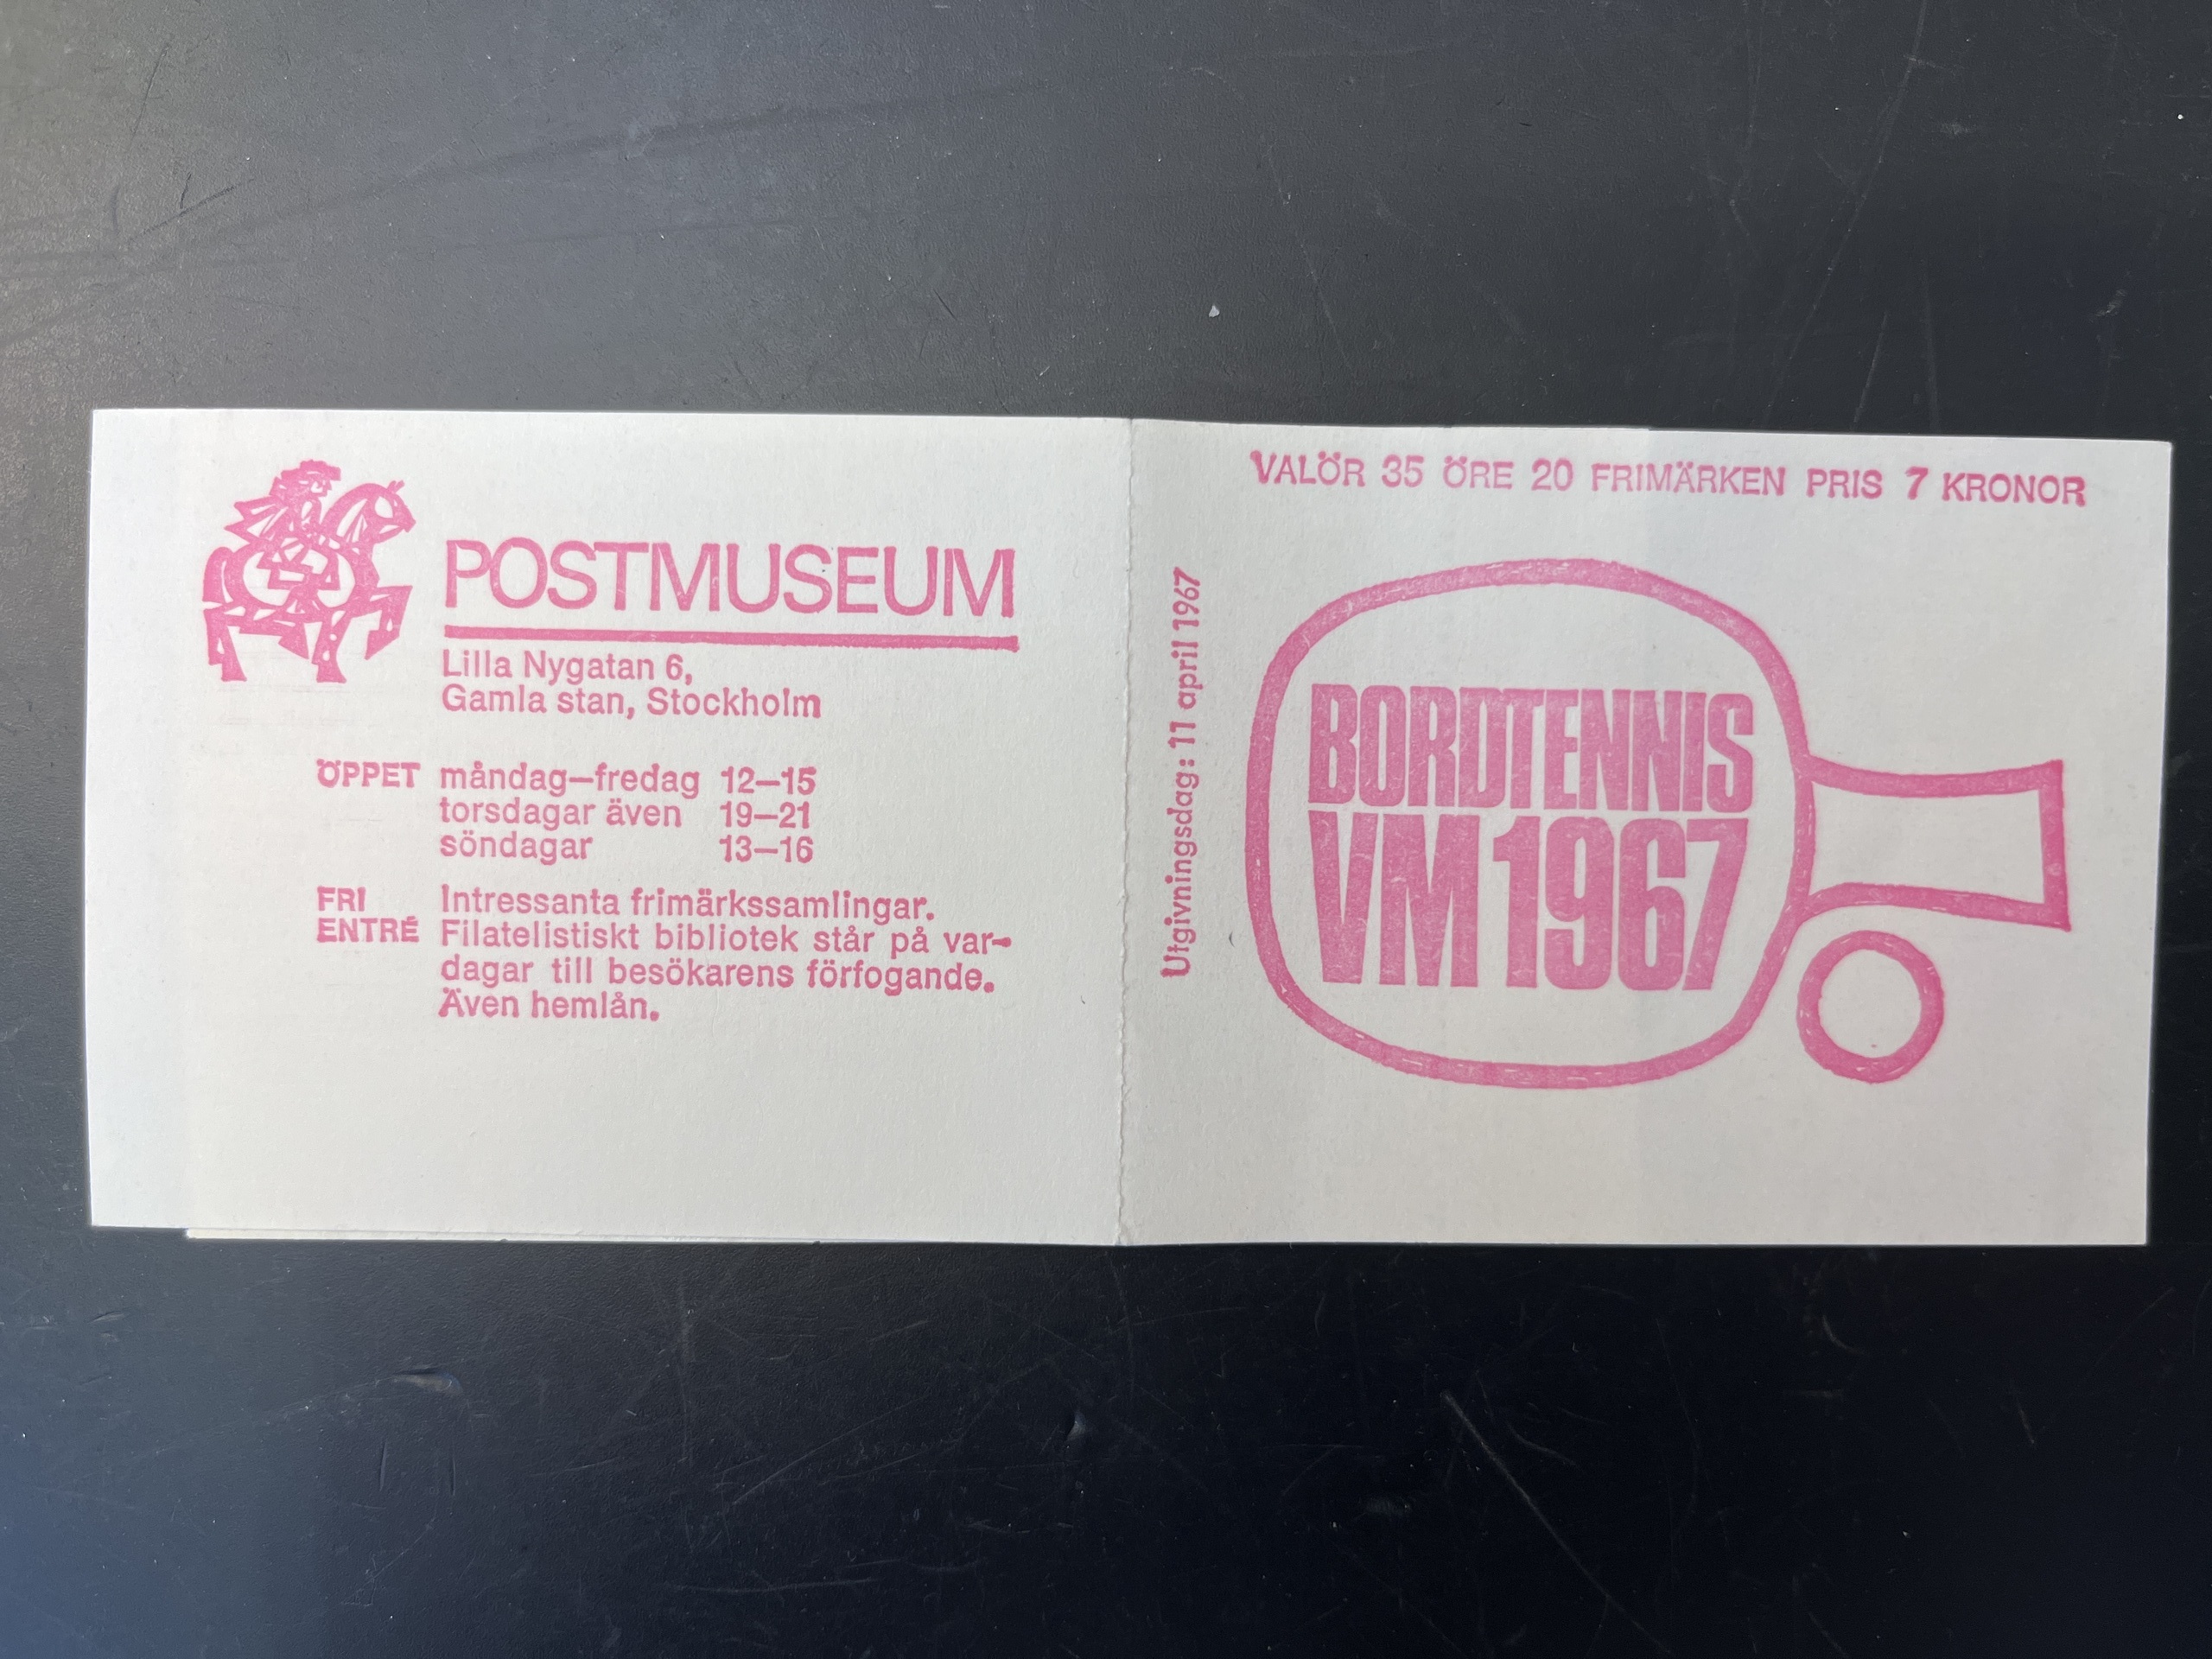 POSTMUSEUM
Lilla Nygatan 6,
Gamla stan, Stockholm
ÖPPET måndag–fredag 12–15
torsdagar även 19–21
söndagar 13–16
FRI Intressanta frimärkssamlingar.
ENTRÉ Filatelistiskt bibliotek står på var-
dagar till besökarens förfogande.
Även hemlån.
VALÖR 35 ÖRE 20 FRIMÄRKEN PRIS 7 KRONOR
Utgivningsdag: 11 april 1967
BORDTENNIS
VM 1967